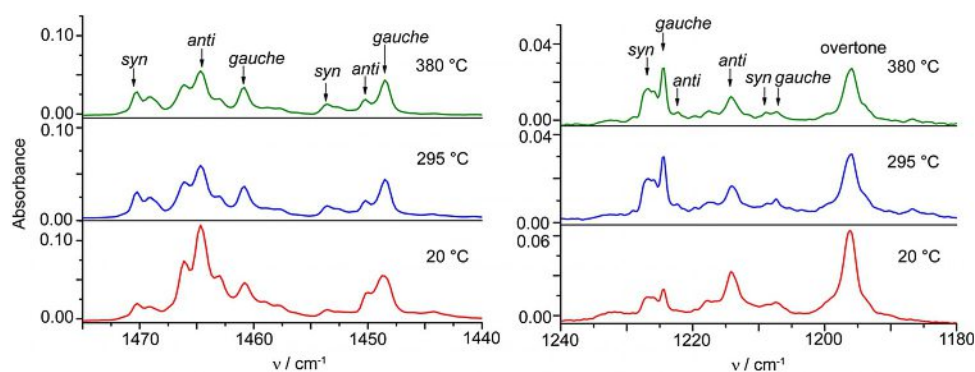 0.10
syn
anti
gauche
syn
anti
gauche
380 °C
0.00
0.10
295 °C
0.00
0.10
20 °C
0.00
Absorbance
1470
1460
1450
1440
ν / cm-1
0.04
syn
gauche
anti
anti
syn
gauche
overtone
380 °C
0.00
0.04
295 °C
0.00
0.06
20 °C
0.00
1240
1220
1200
1180
ν / cm-1